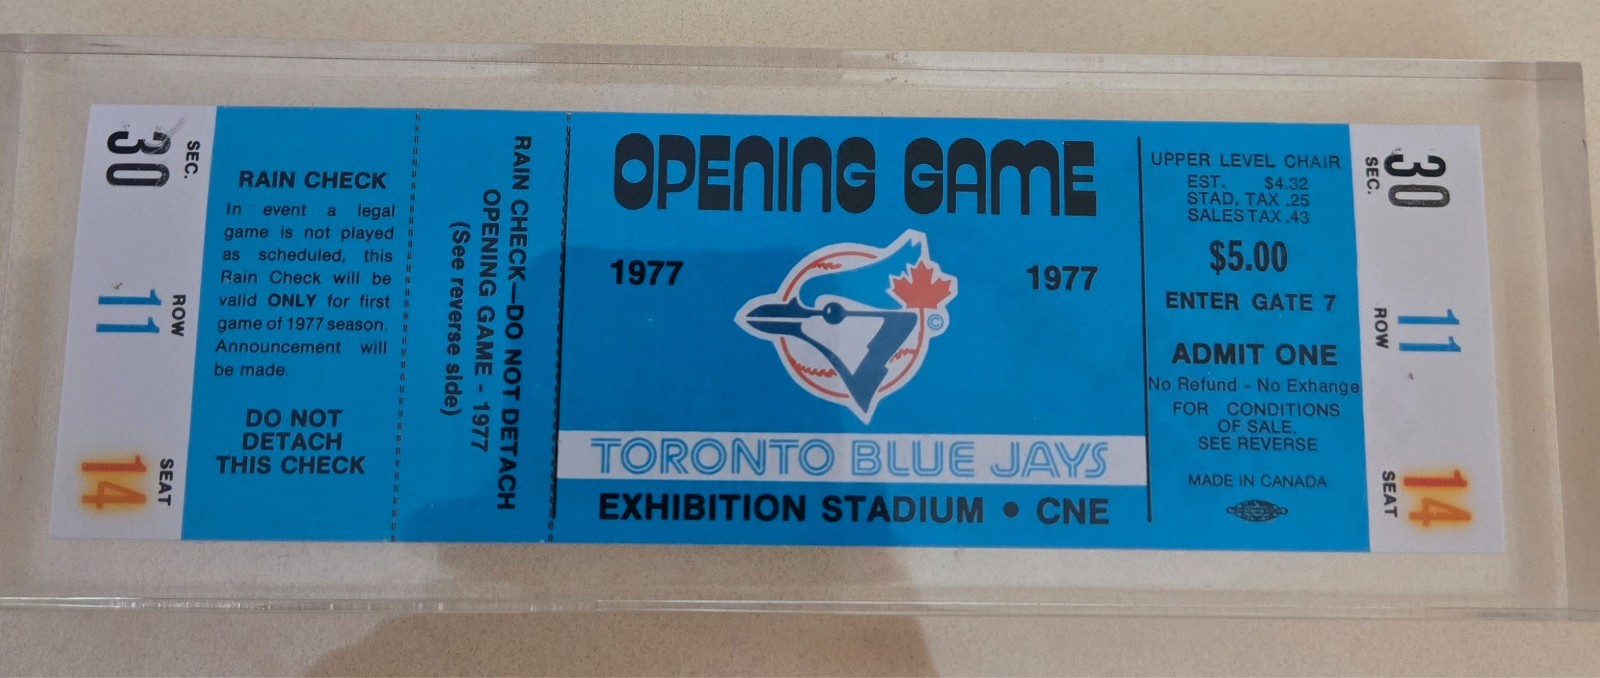 SEC.
30
ROW
11
SEAT
14
RAIN CHECK
In event a legal
game is not played
as scheduled, this
Rain Check will be
valid ONLY for first
game of 1977 season.
Announcement will
be made.
DO NOT
DETACH
THIS CHECK
RAIN CHECK—DO NOT DETACH
OPENING GAME - 1977
(See reverse side)
OPENING GAME
1977
1977
©
TORONTO BLUE JAYS
EXHIBITION STADIUM • CNE
UPPER LEVEL CHAIR
EST. $4.32
STAD. TAX .25
SALES TAX .43
$5.00
ENTER GATE 7
ADMIT ONE
No Refund - No Exhange
FOR CONDITIONS
OF SALE,
SEE REVERSE
MADE IN CANADA
30
SEC.
11
ROW
14
SEAT